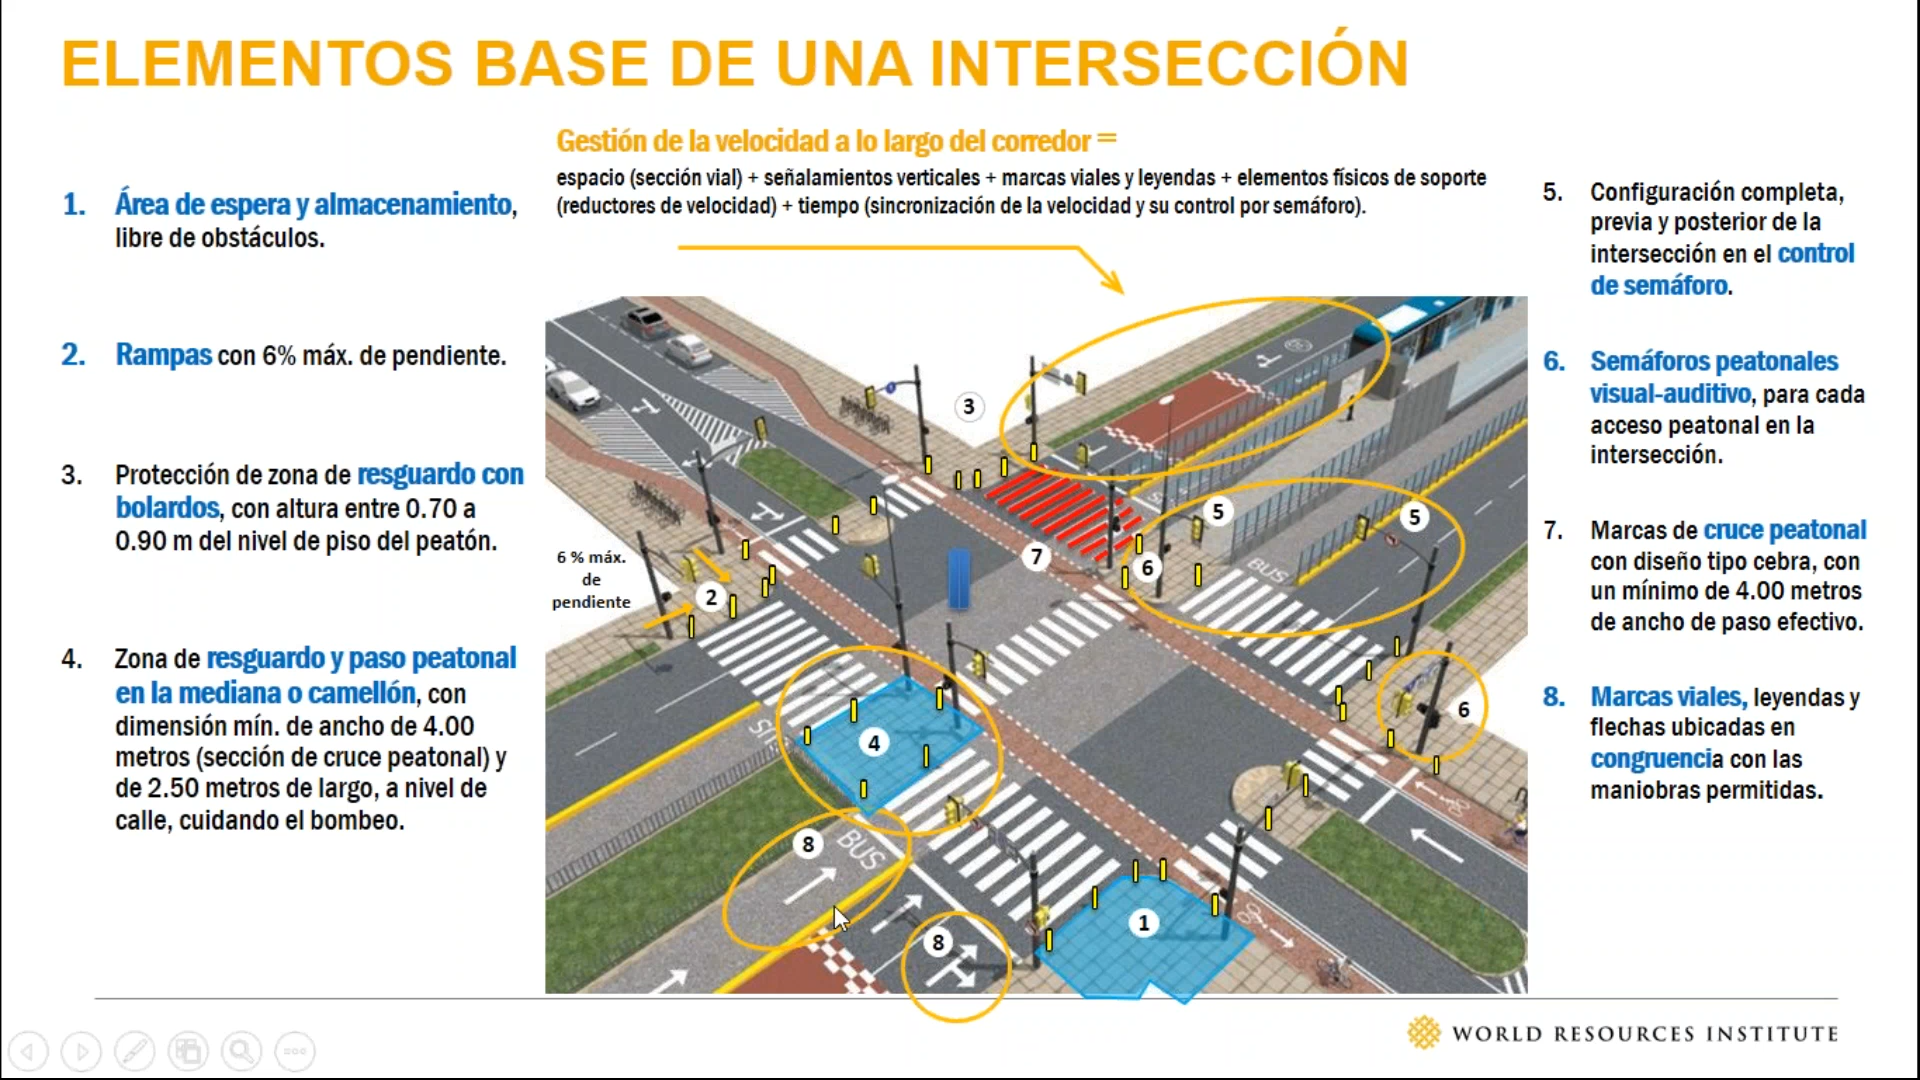 ELEMENTOS BASE DE UNA INTERSECCIÓN
Gestión de la velocidad a lo largo del corredor =
espacio (sección vial) + señalamientos verticales + marcas viales y leyendas + elementos físicos de soporte
(reductores de velocidad) + tiempo (sincronización de la velocidad y su control por semáforo).
1. Área de espera y almacenamiento,
libre de obstáculos.
2. Rampas con 6% máx. de pendiente.
3. Protección de zona de resguardo con
bolardos, con altura entre 0.70 a
0.90 m del nivel de piso del peatón.
4. Zona de resguardo y paso peatonal
en la mediana o camellón, con
dimensión mín. de ancho de 4.00
metros (sección de cruce peatonal) y
de 2.50 metros de largo, a nivel de
calle, cuidando el bombeo.
6 % máx.
de
pendiente
3
5
5
7
6
2
6
4
8
BUS
BUS
8
1
5. Configuración completa,
previa y posterior de la
intersección en el control
de semáforo.
6. Semáforos peatonales
visual-auditivo, para cada
acceso peatonal en la
intersección.
7. Marcas de cruce peatonal
con diseño tipo cebra, con
un mínimo de 4.00 metros
de ancho de paso efectivo.
8. Marcas viales, leyendas y
flechas ubicadas en
congruencia con las
maniobras permitidas.
WORLD RESOURCES INSTITUTE